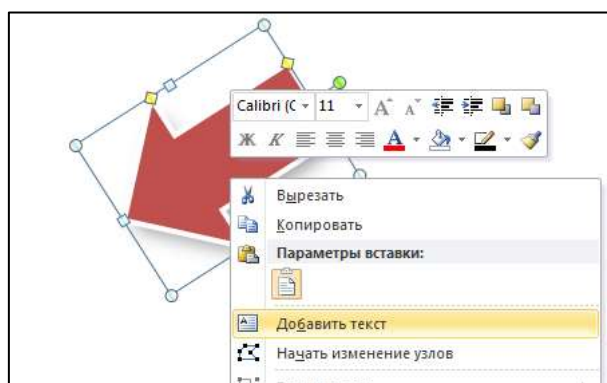 Calibri (С 11 А А
Ж К А
Вырезать
Копировать
Параметры вставки:
Добавить текст
Начать изменение узлов